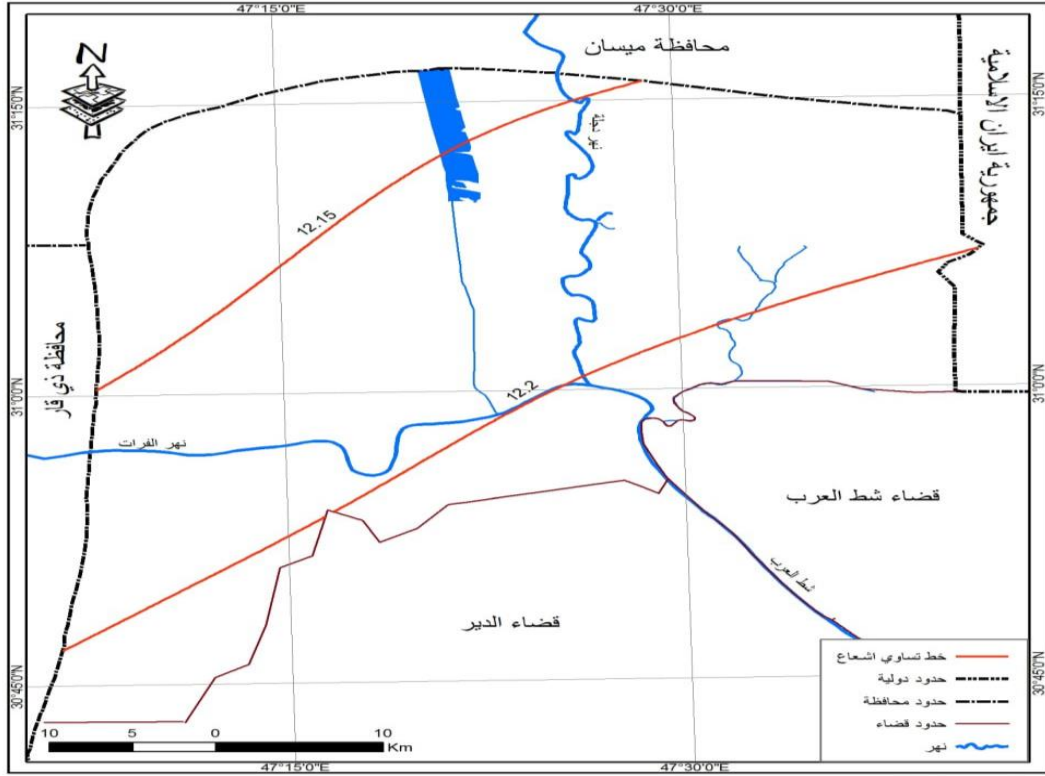 47°15'0"E
47°30'0"E
محافظة ميسان
جمهورية ايران الاسلامية
N
31°15'0"N
31°15'0"N
نهر دجلة
12.15
محافظة ذي قار
12.2
31°0'0"N
31°0'0"N
نهر الفرات
قضاء شط العرب
شط العرب
قضاء الدير
30°45'0"N
30°45'0"N
خط تساوي اشعاع
حدود دولية
حدود محافظة
حدود قضاء
نهر
10 5 0 10
Km
47°15'0"E
47°30'0"E